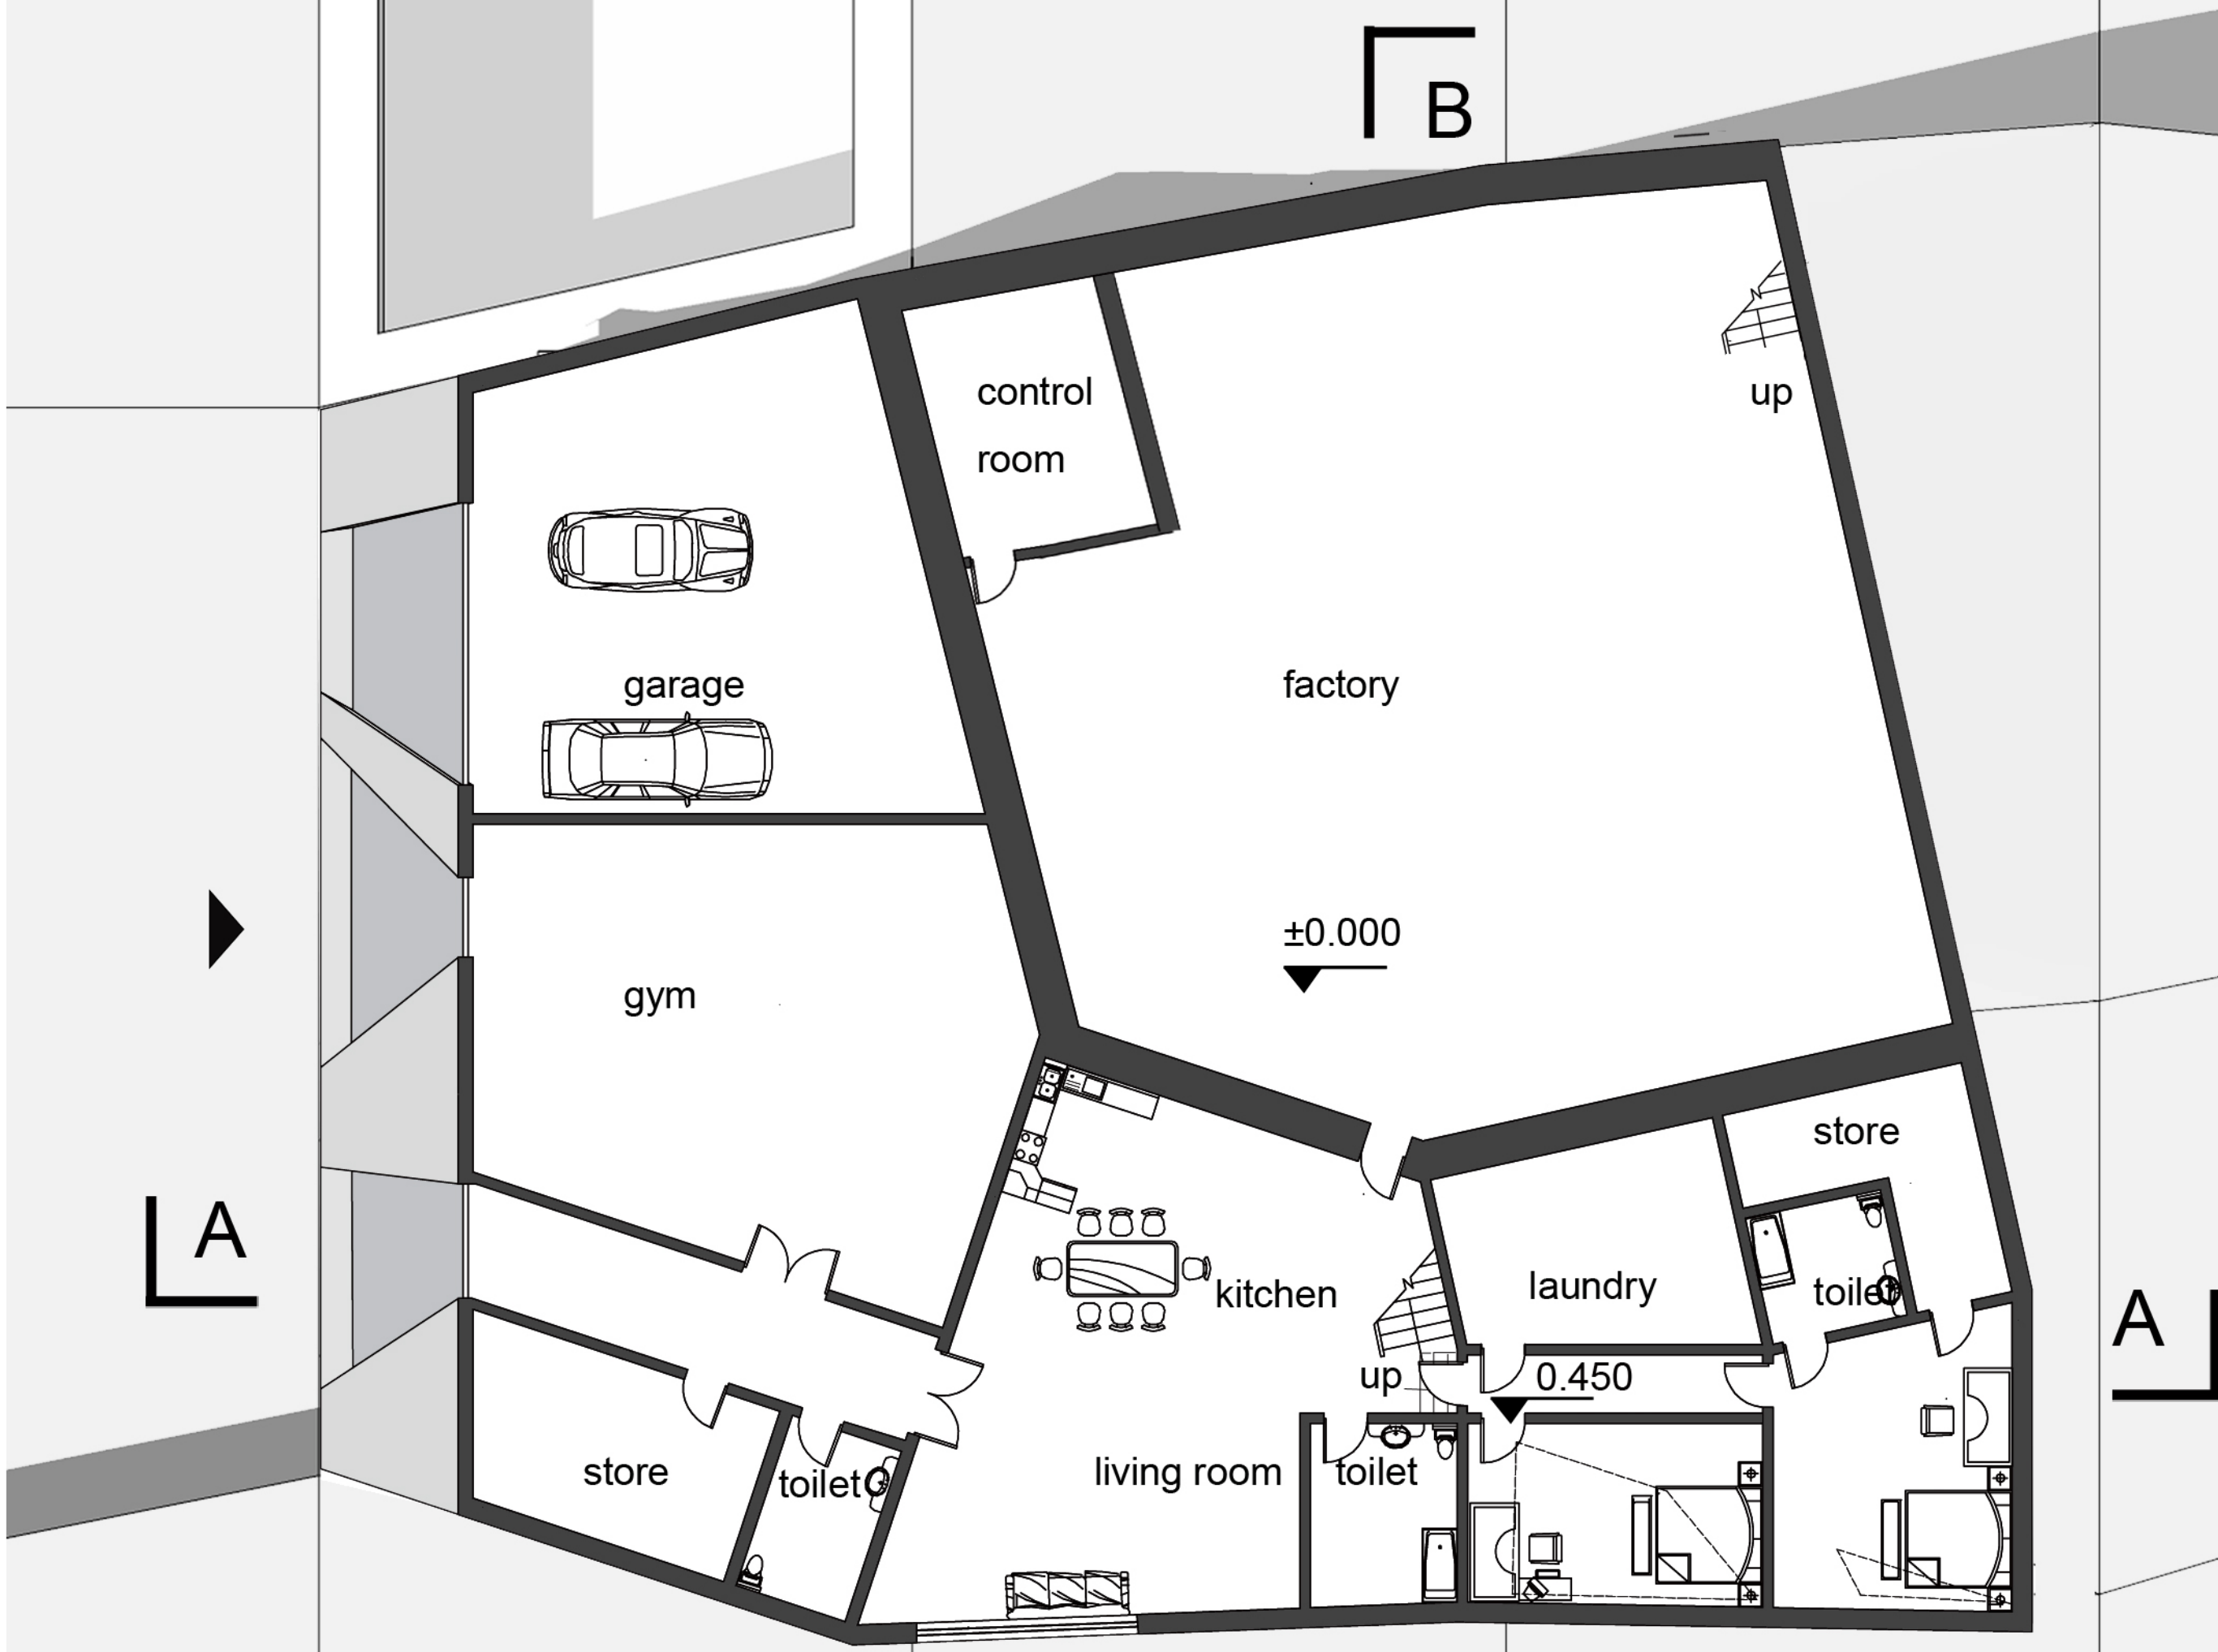 B
control
room
up
garage
factory
±0.000
gym
store
A
kitchen
laundry
toilet
A
up
0.450
store
toilet
living room
toilet